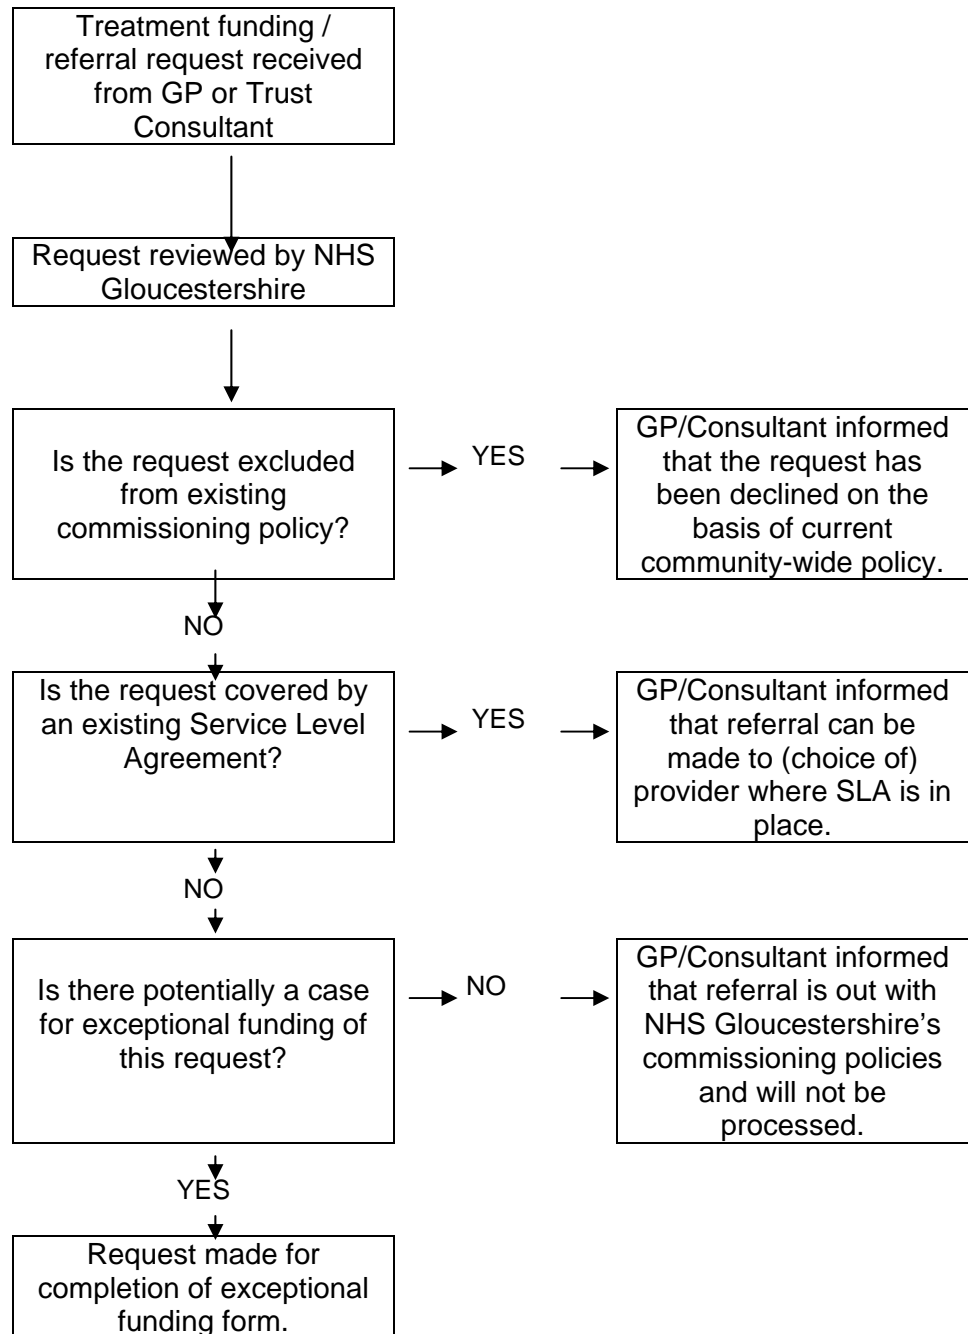 Treatment funding /
referral request received
from GP or Trust
Consultant
Request reviewed by NHS
Gloucestershire
Is the request excluded
from existing
commissioning policy?
YES
GP/Consultant informed
that the request has
been declined on the
basis of current
community-wide policy.
NO
Is the request covered by
an existing Service Level
Agreement?
YES
GP/Consultant informed
that referral can be
made to (choice of)
provider where SLA is in
place.
NO
Is there potentially a case
for exceptional funding of
this request?
NO
GP/Consultant informed
that referral is out with
NHS Gloucestershire’s
commissioning policies
and will not be
processed.
YES
Request made for
completion of exceptional
funding form.